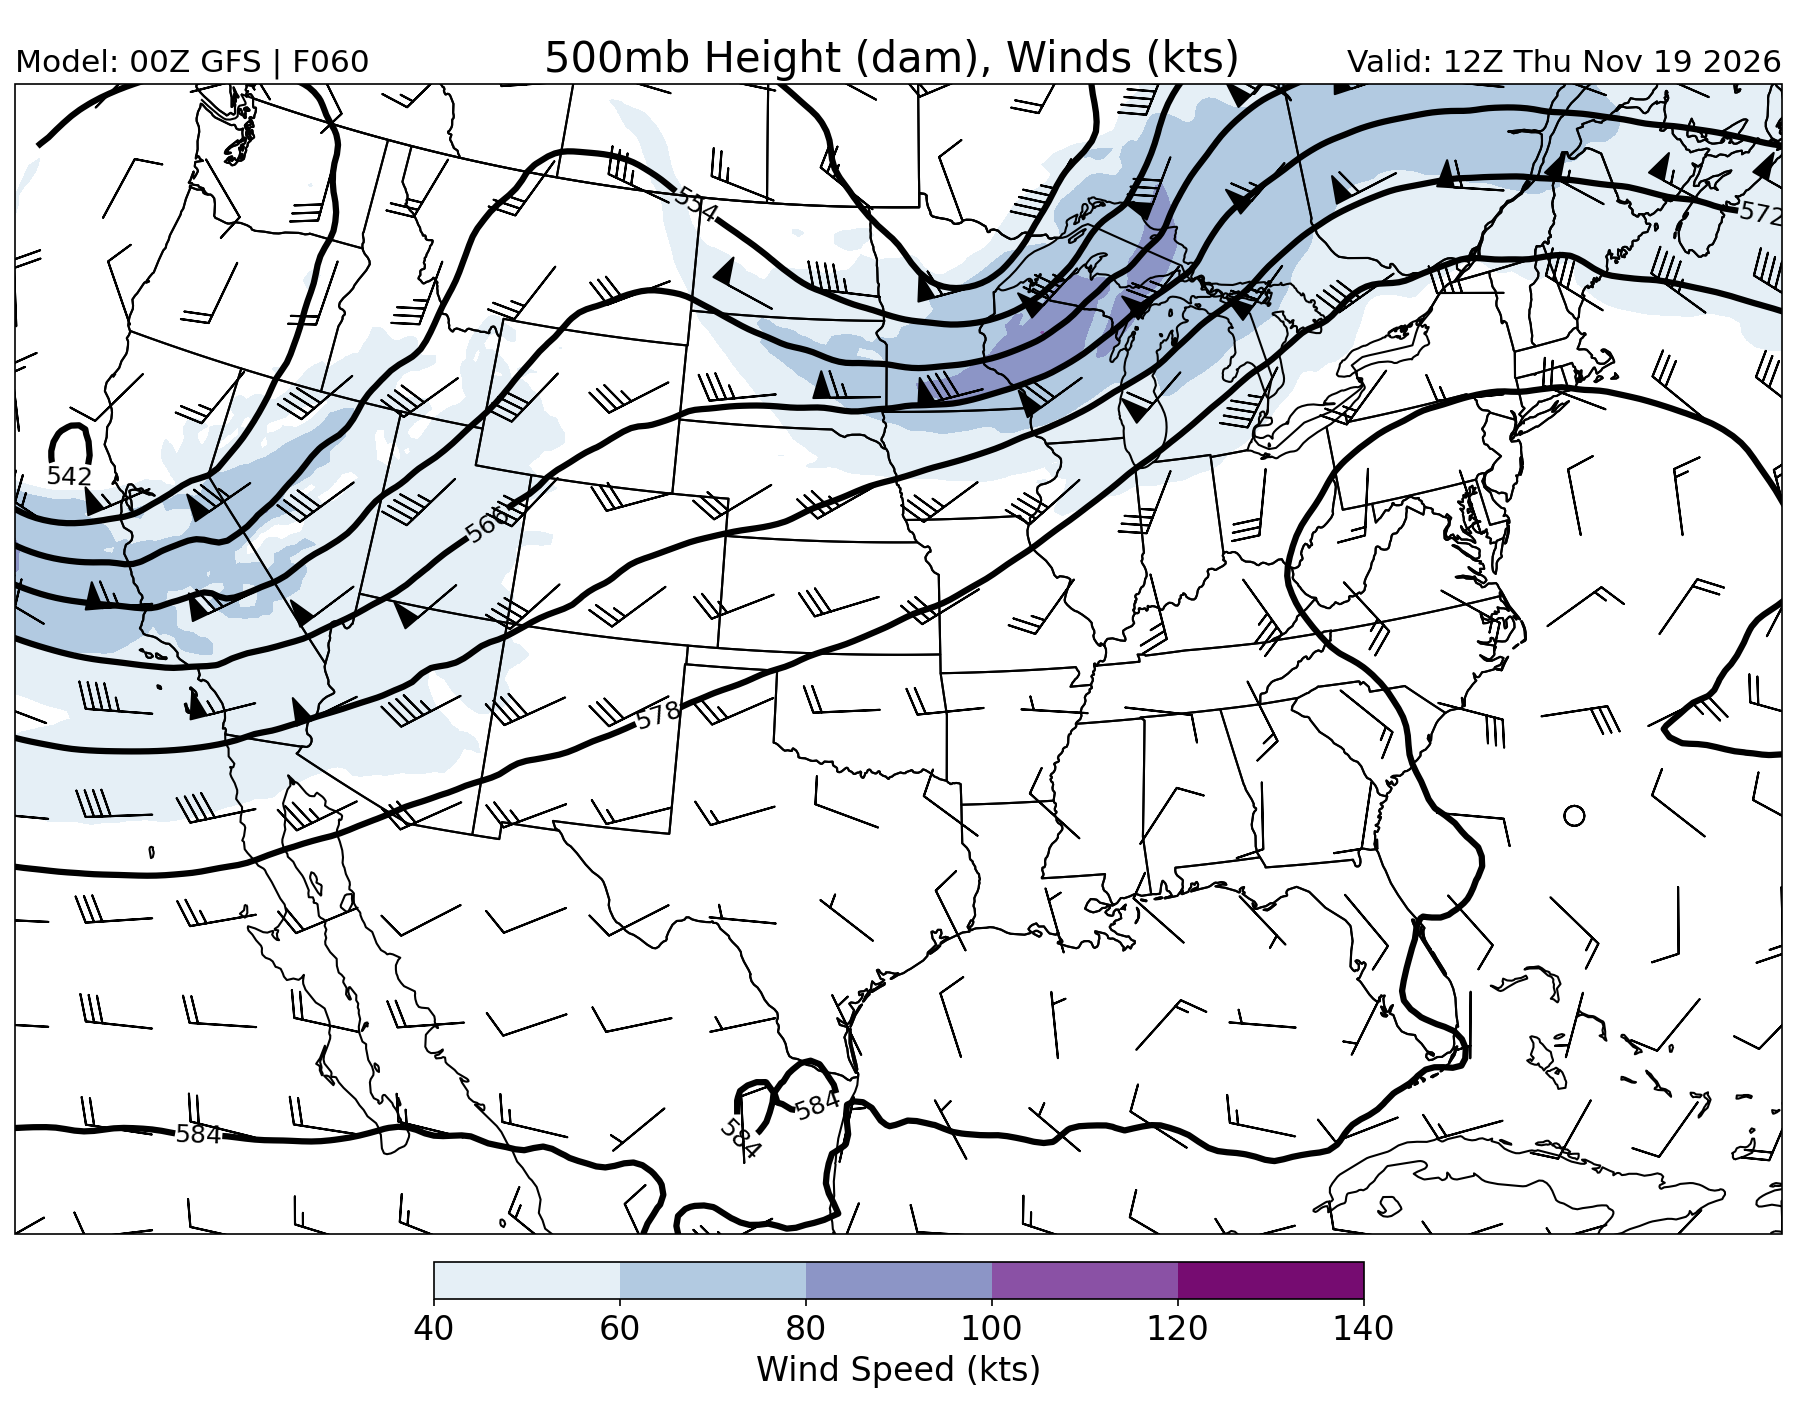 Model: 00Z GFS | F060
500mb Height (dam), Winds (kts)
Valid: 12Z Thu Nov 19 2026
554
572
542
566
578
584
584
584
40 60 80 100 120 140
Wind Speed (kts)